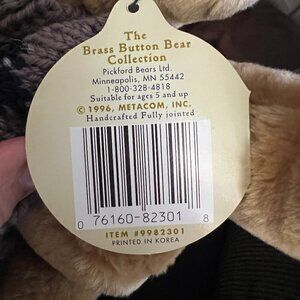 The
Brass Button Bear
Collection
Pickford Bears Ltd.
Minneapolis, MN 55442
1-800-328-4818
Suitable for ages 5 and up
© 1996, METACOM, INC.
Handcrafted Fully jointed
0 76160-82301 8
ITEM #9982301
PRINTED IN KOREA